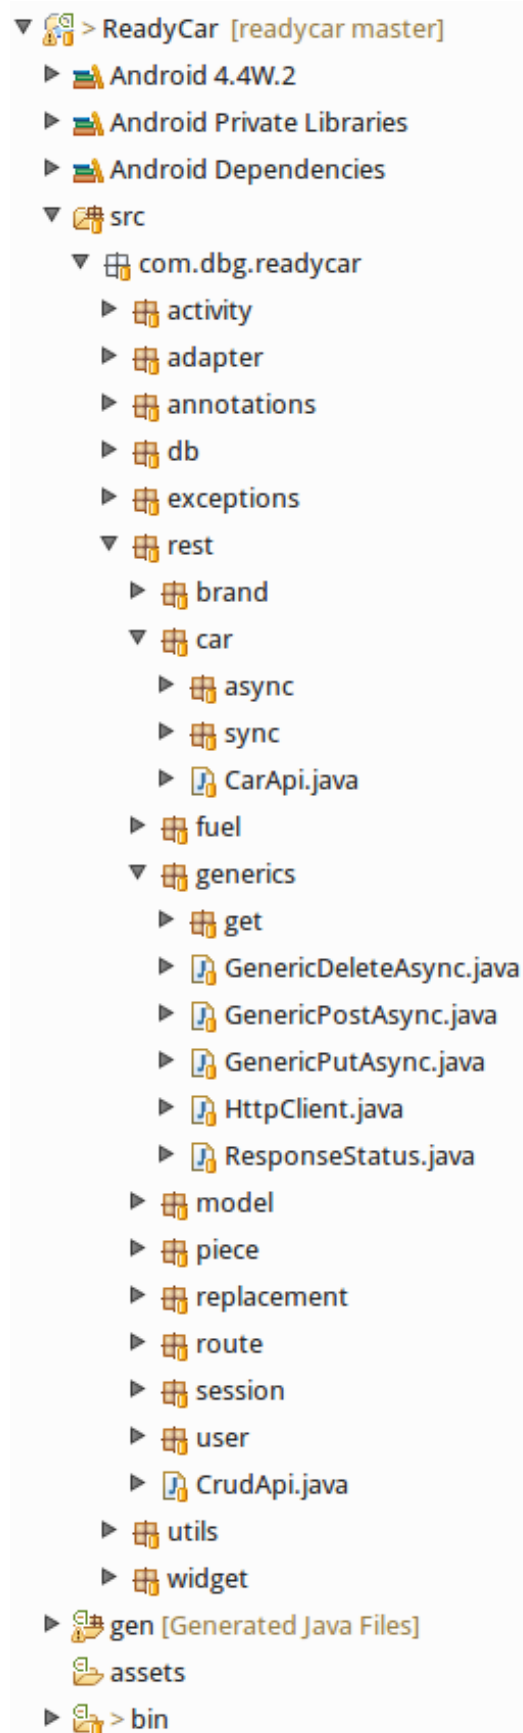 > ReadyCar [readycar master]
Android 4.4W.2
Android Private Libraries
Android Dependencies
src
com.dbg.readycar
activity
adapter
annotations
db
exceptions
rest
brand
car
async
sync
CarApi.java
fuel
generics
get
GenericDeleteAsync.java
GenericPostAsync.java
GenericPutAsync.java
HttpClient.java
ResponseStatus.java
model
piece
replacement
route
session
user
CrudApi.java
utils
widget
gen [Generated Java Files]
assets
> bin